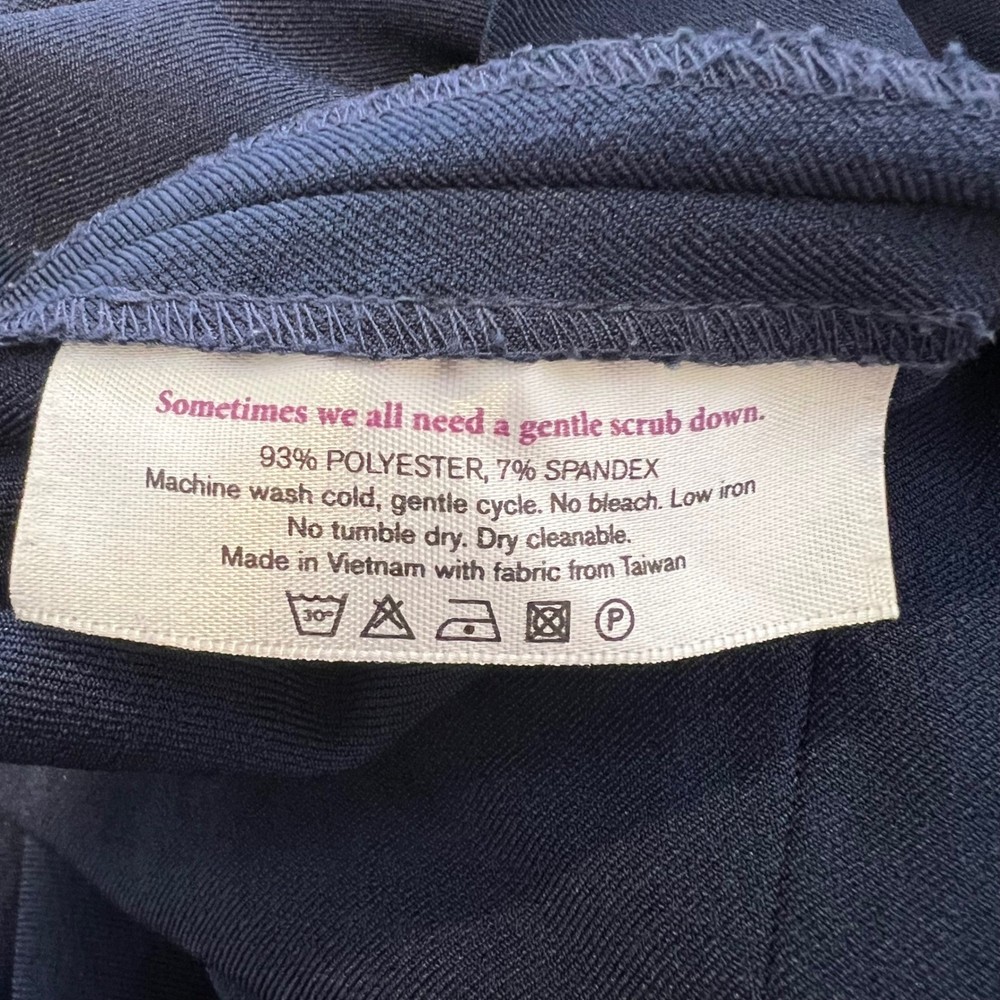 Sometimes we all need a gentle scrub down.
93% POLYESTER, 7% SPANDEX
Machine wash cold, gentle cycle. No bleach. Low iron
No tumble dry. Dry cleanable.
Made in Vietnam with fabric from Taiwan
30° P